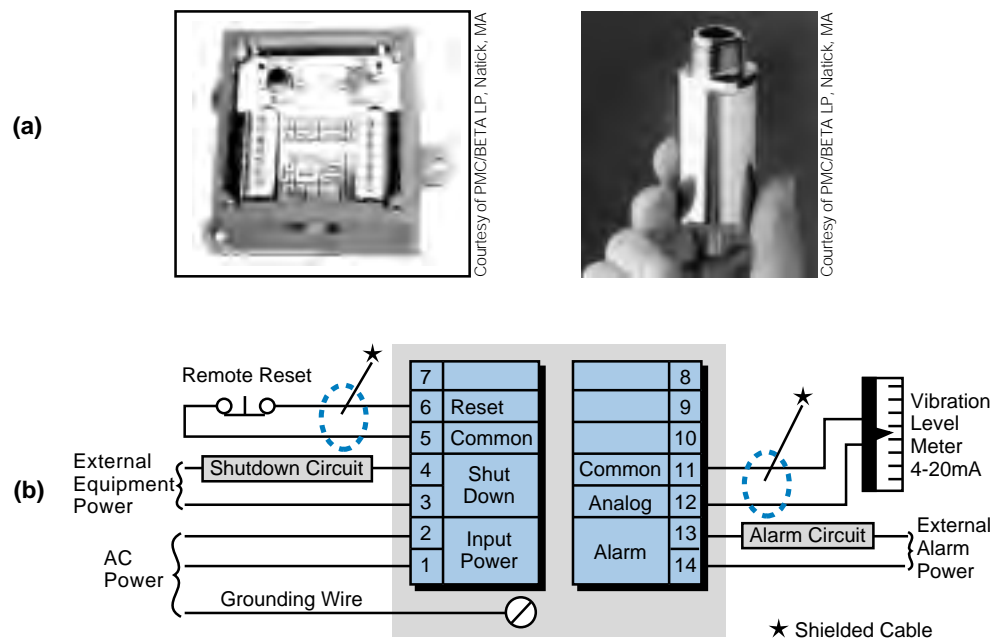 (a)
Courtesy of PMC/BETA LP, Natick, MA
Courtesy of PMC/BETA LP, Natick, MA
(b)
Remote Reset
External
Equipment
Power
Shutdown Circuit
AC
Power
Grounding Wire
7
6 Reset
5 Common
4
3
Shut
Down
2
1
Input
Power
8
9
10
Common 11
Analog 12
13
14
Alarm
Vibration
Level
Meter
4-20mA
Alarm Circuit
External
Alarm
Power
★ Shielded Cable